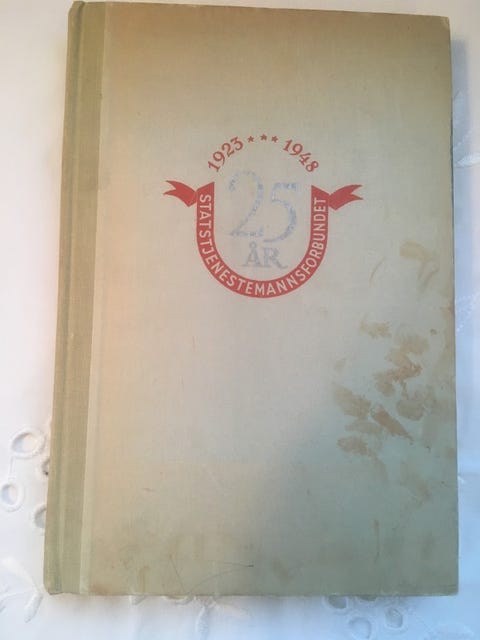 1923 *** 1948
25
ÅR
STATSTJENESTEMANNSFORBUNDET